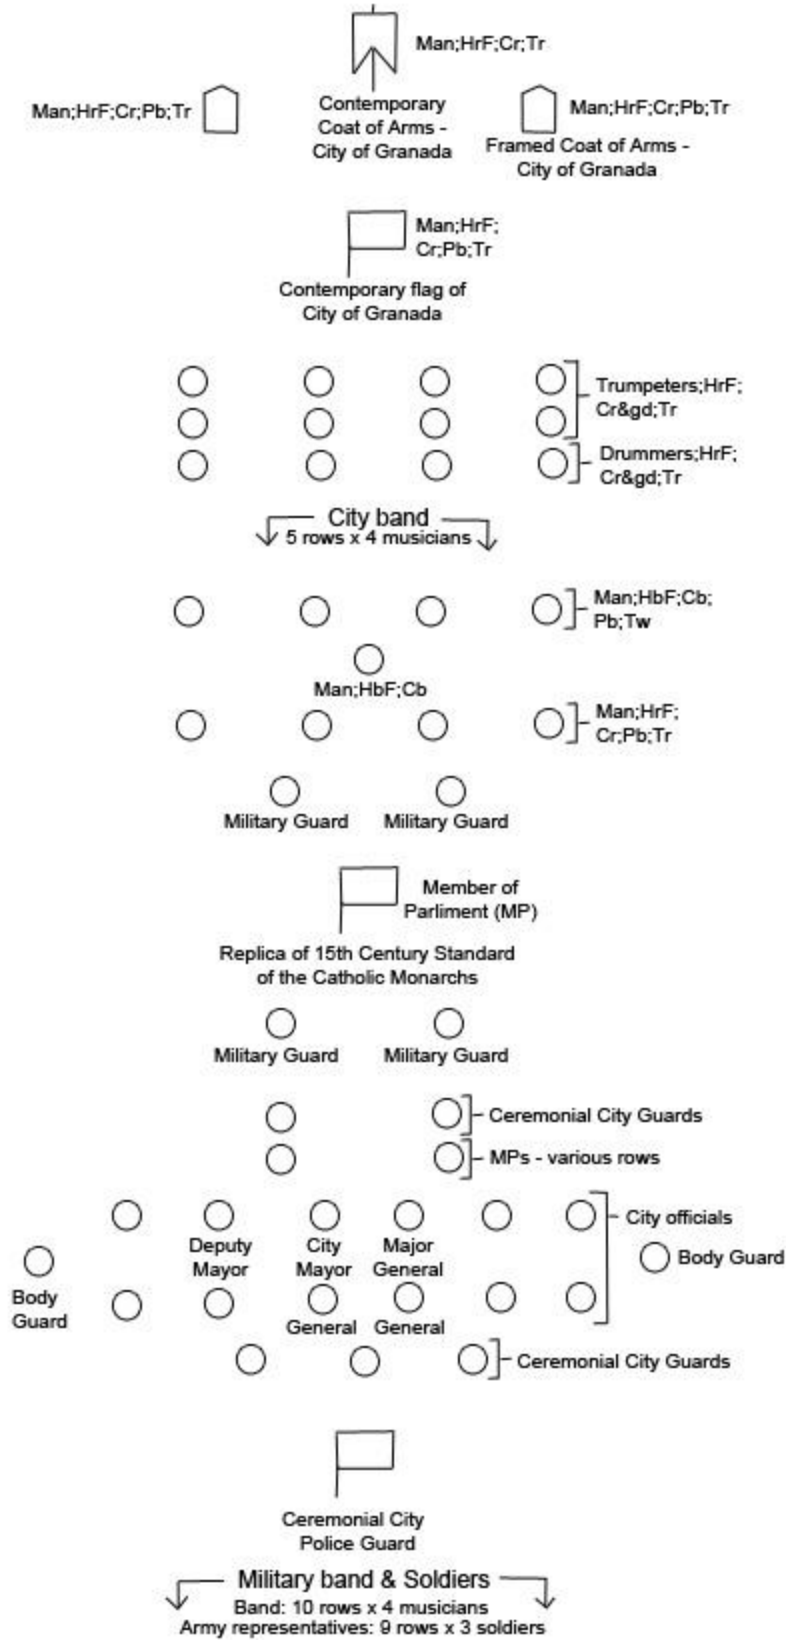 Man;HrF;Cr;Tr
Man;HrF;Cr;Pb;Tr
Contemporary
Coat of Arms -
City of Granada
Man;HrF;Cr;Pb;Tr
Framed Coat of Arms -
City of Granada
Man;HrF;
Cr;Pb;Tr
Contemporary flag of
City of Granada
Trumpeters;HrF;
Cr&gd;Tr
Drummers;HrF;
Cr&gd;Tr
City band
5 rows x 4 musicians
Man;HbF;Cb;
Pb;Tw
Man;HbF;Cb
Man;HrF;
Cr;Pb;Tr
Military Guard
Military Guard
Member of
Parliment (MP)
Replica of 15th Century Standard
of the Catholic Monarchs
Military Guard
Military Guard
Ceremonial City Guards
MPs - various rows
City officials
Deputy
Mayor
City
Mayor
Major
General
Body Guard
Body
Guard
General
General
Ceremonial City Guards
Ceremonial City
Police Guard
Military band & Soldiers
Band: 10 rows x 4 musicians
Army representatives: 9 rows x 3 soldiers